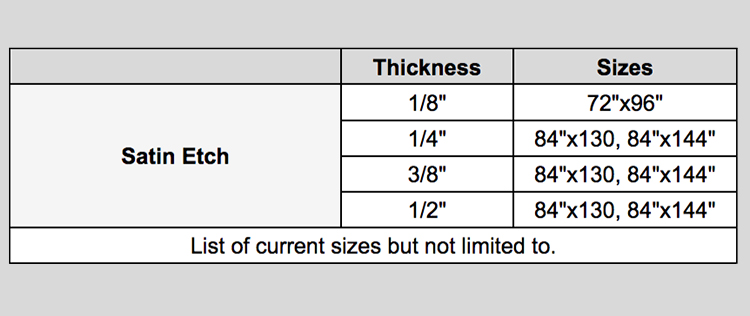 Thickness Sizes
1/8" 72"x96"
1/4" 84"x130, 84"x144"
Satin Etch
3/8" 84"x130, 84"x144"
1/2" 84"x130, 84"x144"
List of current sizes but not limited to.